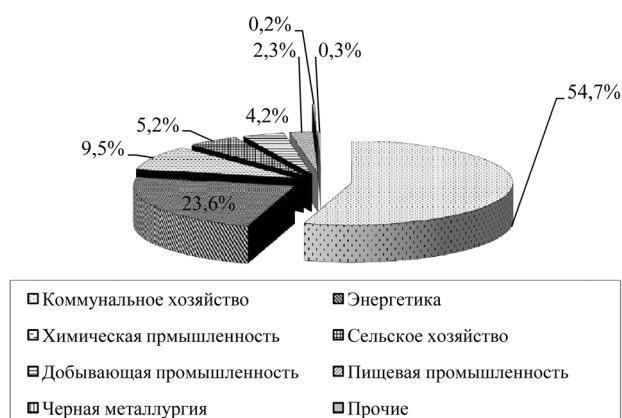 0,2%
2,3% 0,3%
54,7%
4,2%
5,2%
9,5%
23,6%
Коммунальное хозяйство Энергетика
Химическая прмышленность Сельское хозяйство
Добывающая промышленность Пищевая промышленность
Черная металлургия Прочие